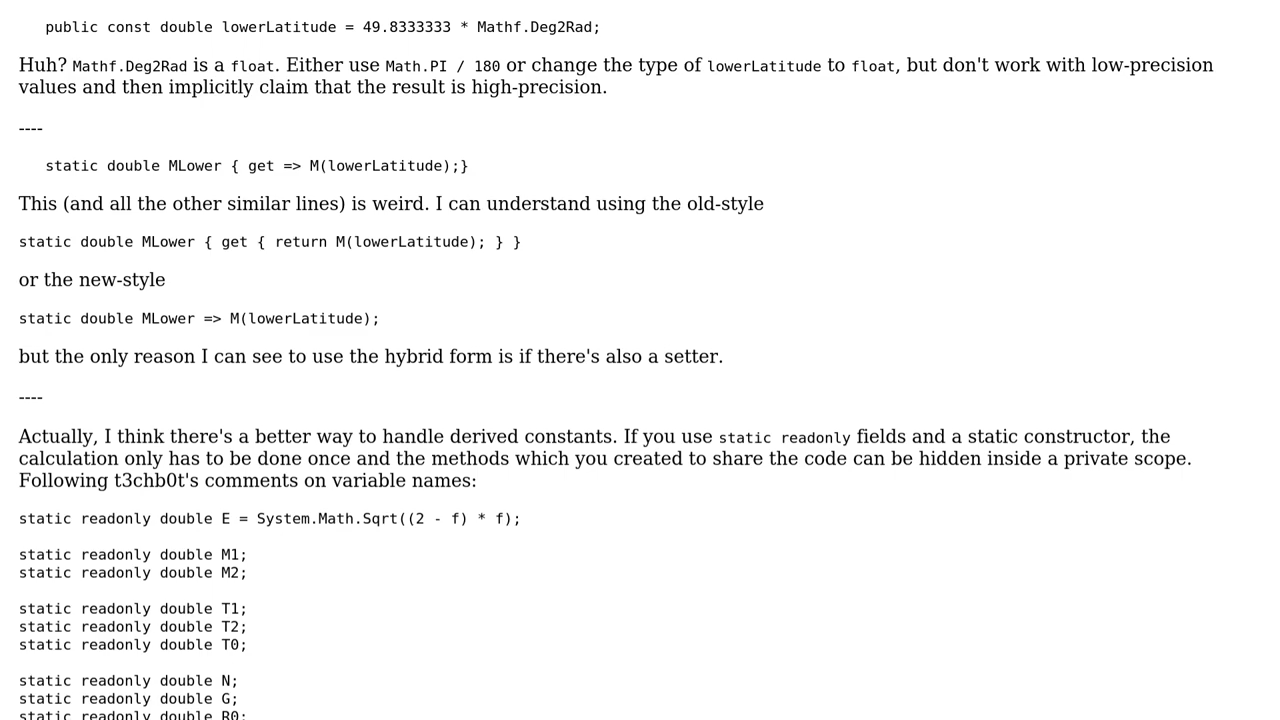 public const double lowerLatitude = 49.8333333 * Mathf.Deg2Rad;
Huh? Mathf.Deg2Rad is a float. Either use Math.PI / 180 or change the type of lowerLatitude to float, but don't work with low-precision
values and then implicitly claim that the result is high-precision.
----
static double MLower { get => M(lowerLatitude);}
This (and all the other similar lines) is weird. I can understand using the old-style
static double MLower { get { return M(lowerLatitude); } }
or the new-style
static double MLower => M(lowerLatitude);
but the only reason I can see to use the hybrid form is if there's also a setter.
----
Actually, I think there's a better way to handle derived constants. If you use static readonly fields and a static constructor, the
calculation only has to be done once and the methods which you created to share the code can be hidden inside a private scope.
Following t3chb0t's comments on variable names:
static readonly double E = System.Math.Sqrt((2 - f) * f);
static readonly double M1;
static readonly double M2;
static readonly double T1;
static readonly double T2;
static readonly double T0;
static readonly double N;
static readonly double G;
static readonly double R0;